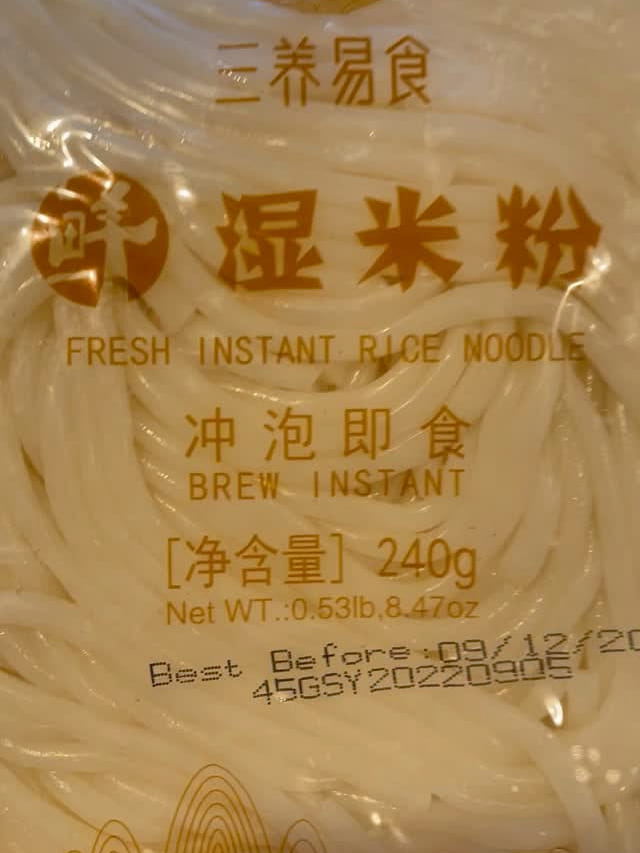 三养易食
鲜 湿米粉
FRESH INSTANT RICE NOODLE
冲泡即食
BREW INSTANT
[净含量] 240g
Net WT.:0.53lb,8.47oz
Best Before:09/12/20
45GSY20220905